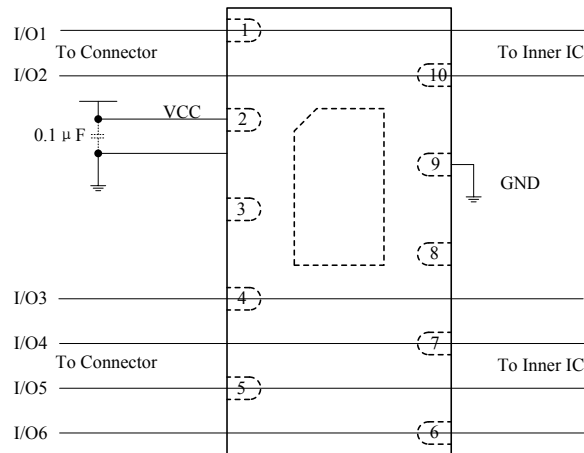 I/O1
1
To Connector
To Inner IC
I/O2
10
VCC
2
0.1 μF
9
GND
3
8
I/O3
4
I/O4
7
To Connector
To Inner IC
I/O5
5
I/O6
6